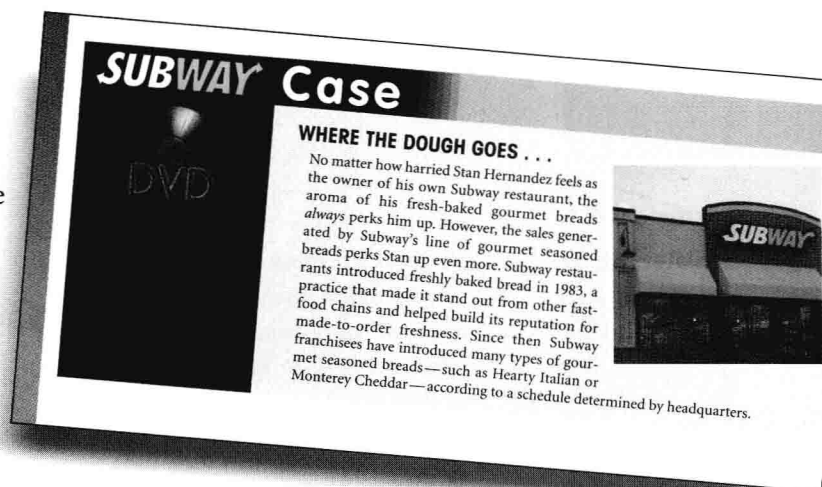 e
SUBWAY Case
DVD
WHERE THE DOUGH GOES . . .
No matter how harried Stan Hernandez feels as
the owner of his own Subway restaurant, the
aroma of his fresh-baked gourmet breads
always perks him up. However, the sales gener-
ated by Subway's line of gourmet seasoned
breads perks Stan up even more. Subway restau-
rants introduced freshly baked bread in 1983, a
practice that made it stand out from other fast-
food chains and helped build its reputation for
made-to-order freshness. Since then Subway
franchisees have introduced many types of gour-
met seasoned breads—such as Hearty Italian or
Monterey Cheddar—according to a schedule determined by headquarters.
SUBWAY